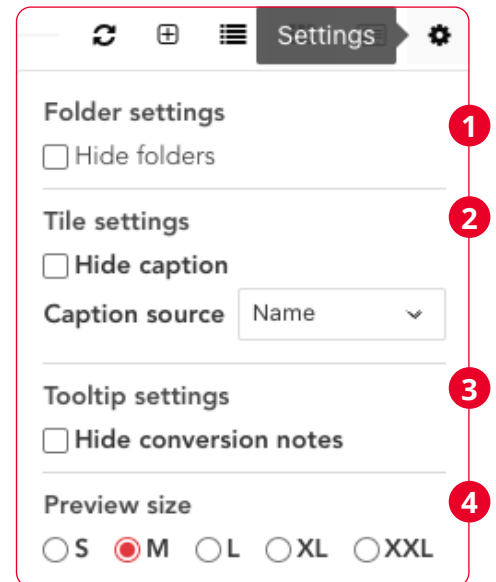 Settings
Folder settings
1
Hide folders
Tile settings
2
Hide caption
Caption source Name
Tooltip settings
3
Hide conversion notes
Preview size
4
S M L XL XXL